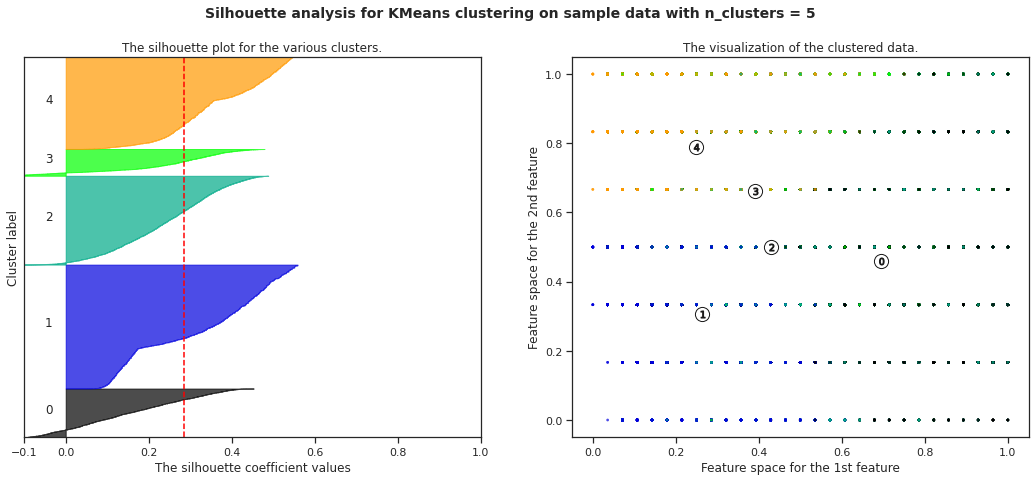 Silhouette analysis for KMeans clustering on sample data with n_clusters = 5
The silhouette plot for the various clusters.
Cluster label
4
3
2
1
0
−0.1 0.0 0.2 0.4 0.6 0.8 1.0
The silhouette coefficient values
The visualization of the clustered data.
Feature space for the 2nd feature
1.0
0.8
0.6
0.4
0.2
0.0
4
3
2
0
1
0.0 0.2 0.4 0.6 0.8 1.0
Feature space for the 1st feature